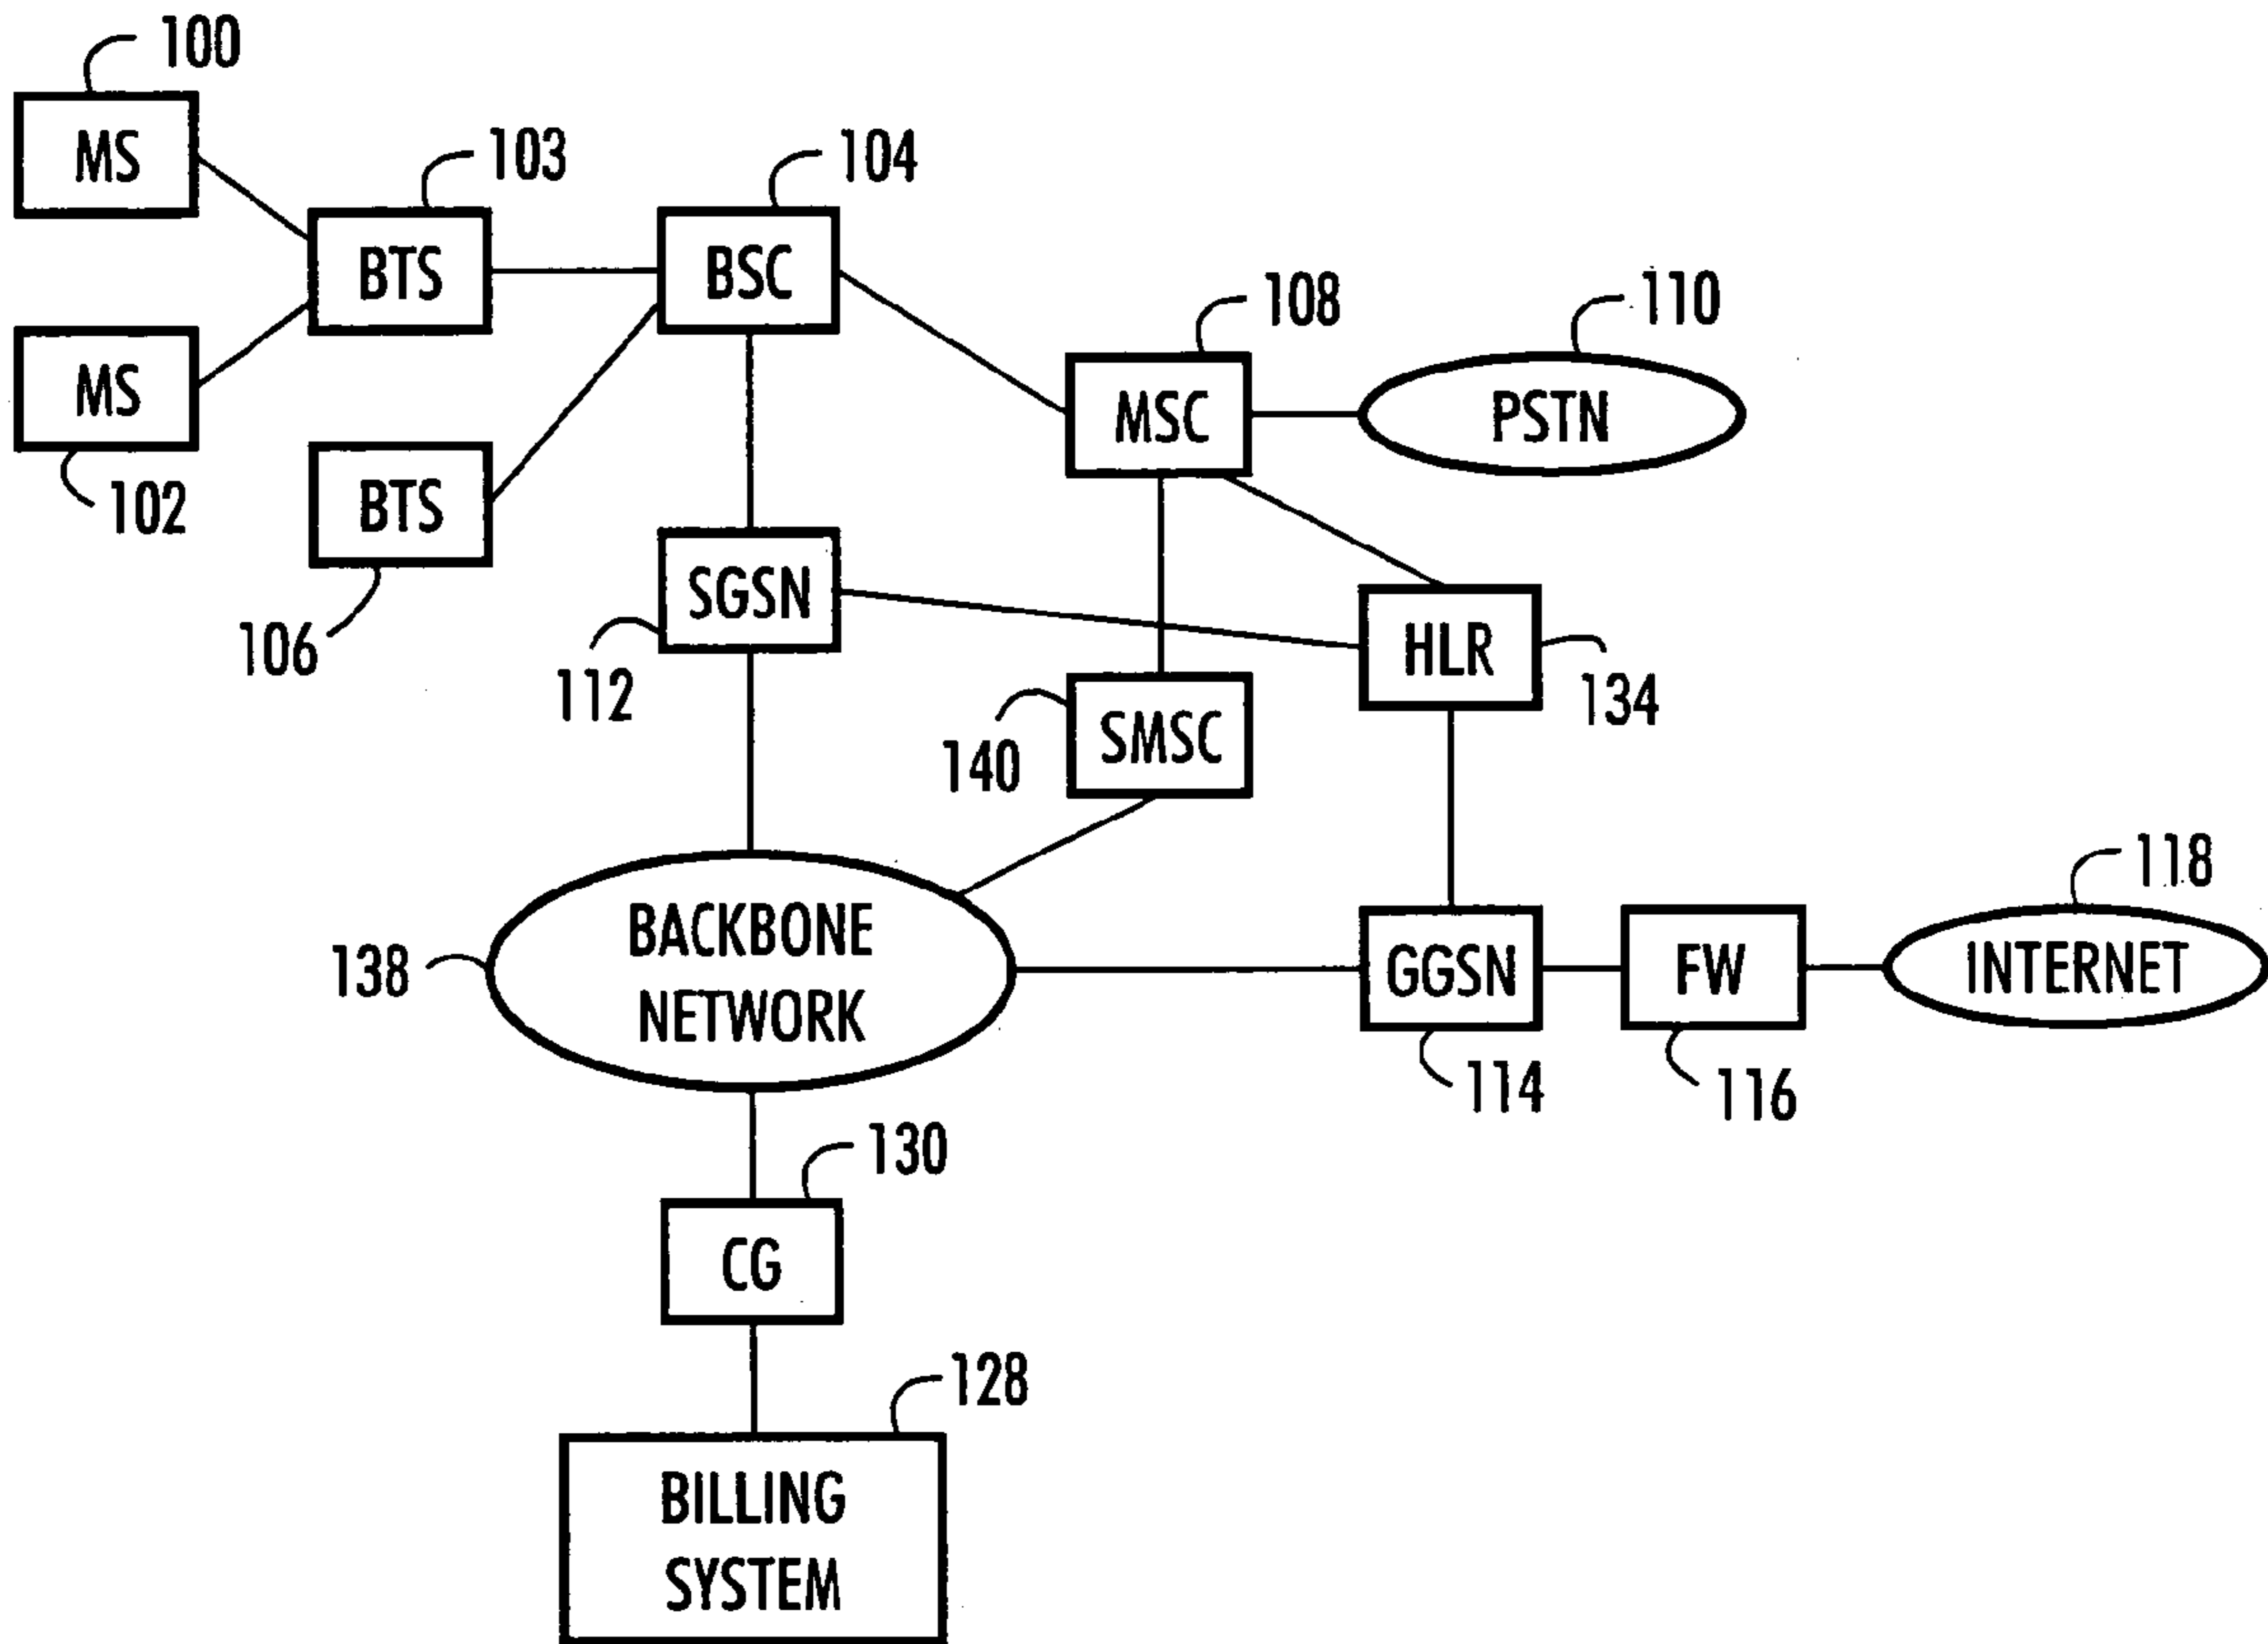 100
MS
103
104
BTS
BSC
108
110
MS
MSC
PSTN
102
BTS
SGSN
106
112
HLR
134
140
SMSC
118
138
BACKBONE
NETWORK
GGSN
FW
INTERNET
114
116
130
CG
128
BILLING
SYSTEM